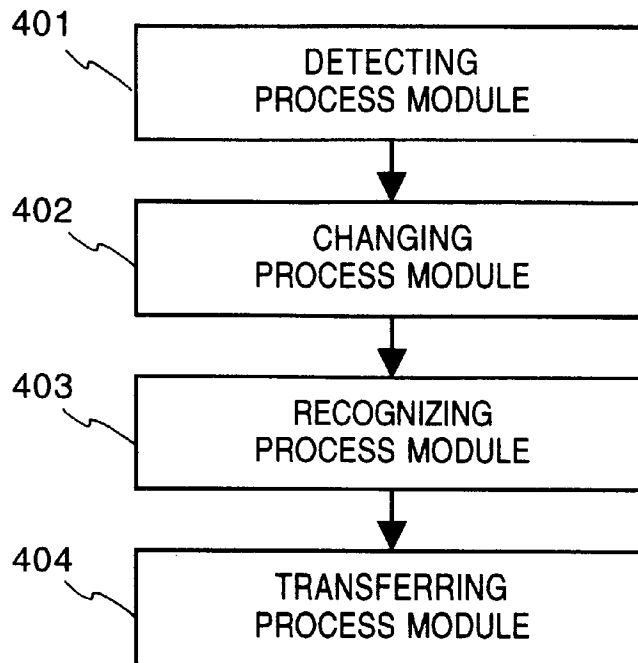 401
DETECTING
PROCESS MODULE
402
CHANGING
PROCESS MODULE
403
RECOGNIZING
PROCESS MODULE
404
TRANSFERRING
PROCESS MODULE